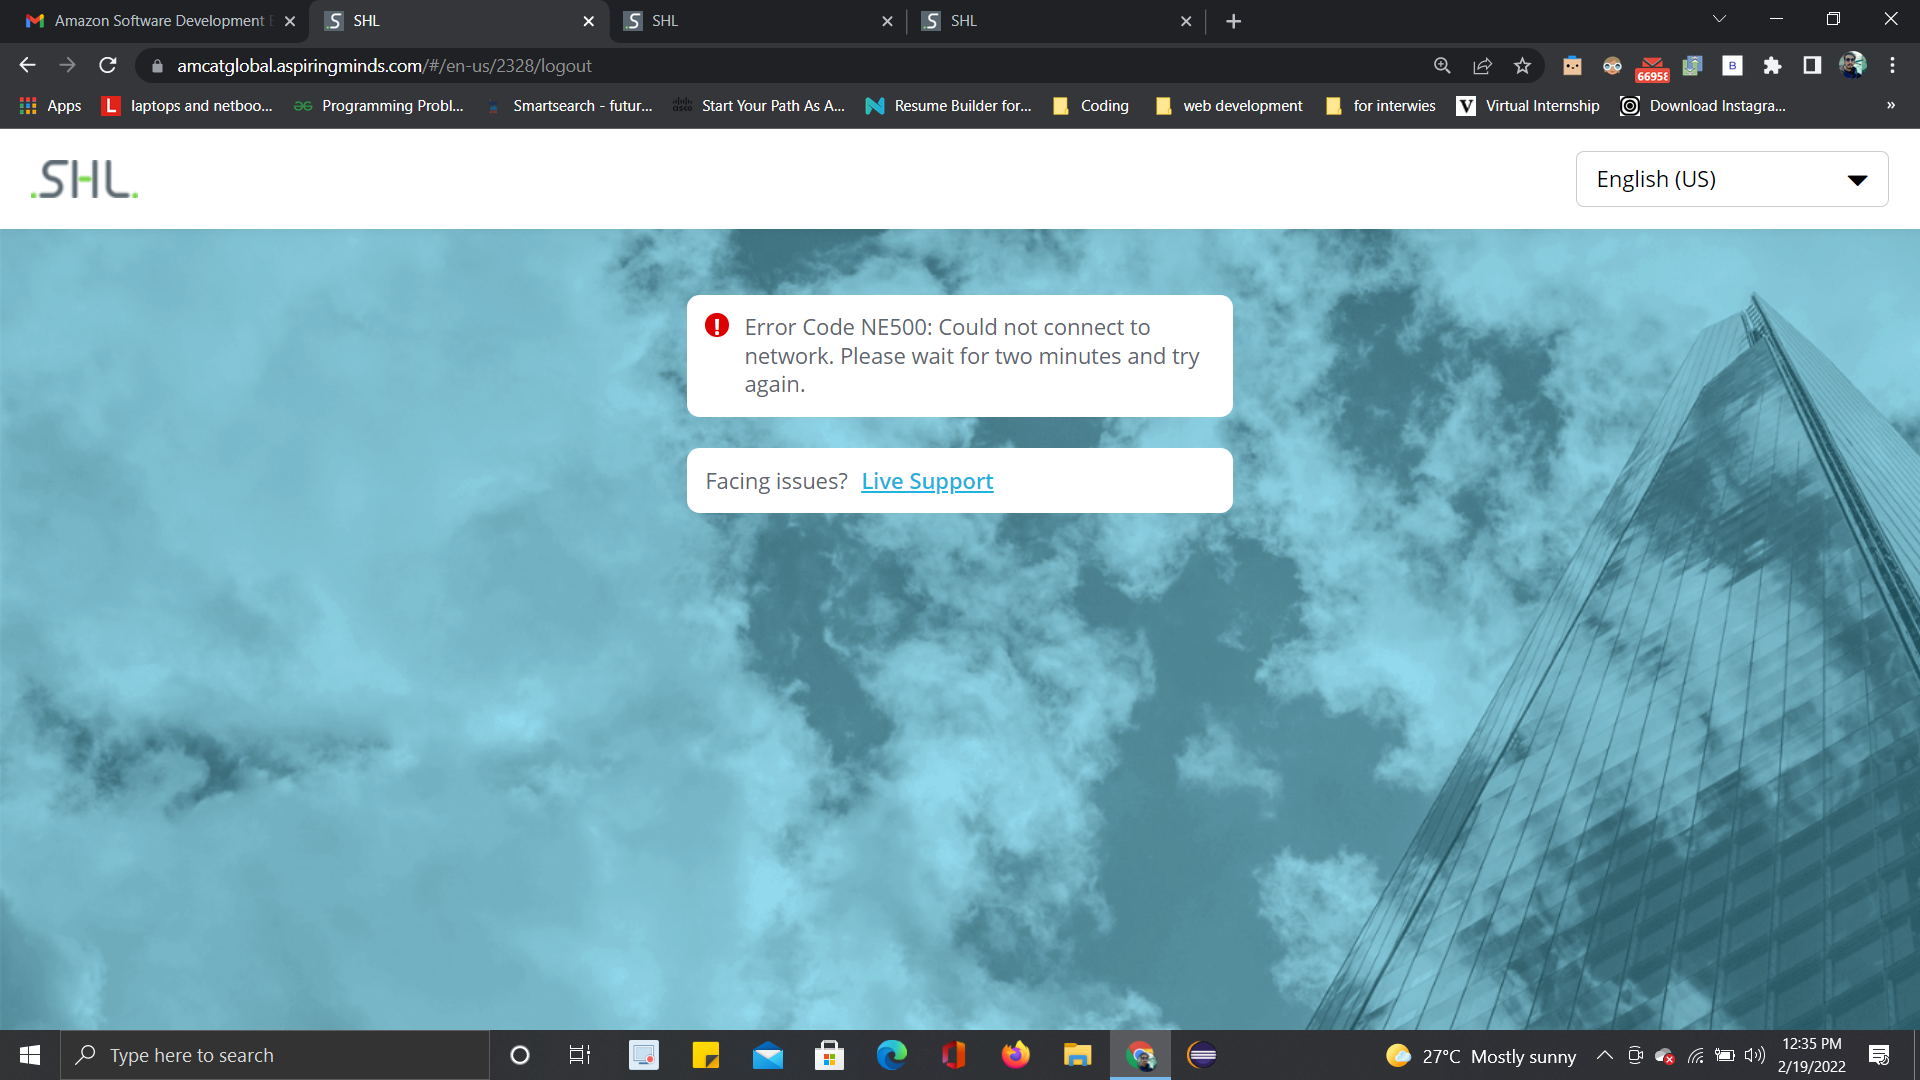 Amazon Software Development
SHL
SHL
SHL
amcatglobal.aspiringminds.com/#/en-us/2328/logout
66958
B
Apps
L
laptops and netboo...
Programming Probl...
Smartsearch - futur...
cisco
Start Your Path As A...
Resume Builder for...
Coding
web development
for interwies
V
Virtual Internship
Download Instagra...
»
.SHL.
English (US)
Error Code NE500: Could not connect to
network. Please wait for two minutes and try
again.
Facing issues? Live Support
Type here to search
27°C Mostly sunny
12:35 PM
2/19/2022